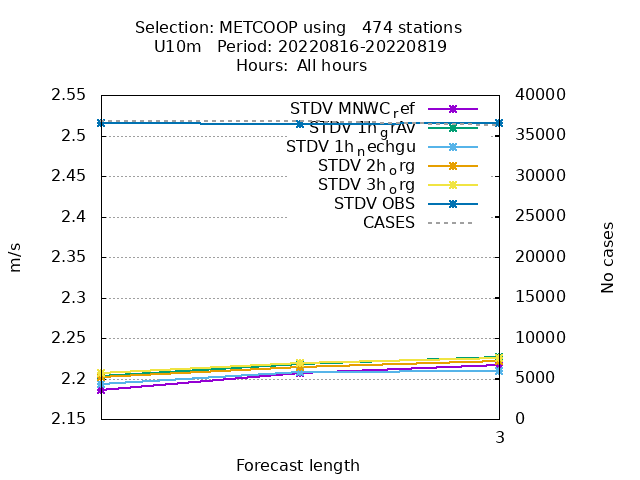 Selection: METCOOP using 474 stations
U10m Period: 20220816-20220819
Hours: All hours
2.55
2.5
2.45
2.4
2.35
2.3
2.25
2.2
2.15
m/s
STDV MNWC_ref
STDV 1h_grAV
STDV 1h_nechgu
STDV 2h_org
STDV 3h_org
STDV OBS
CASES
40000
35000
30000
25000
20000
15000
10000
5000
0
No cases
3
Forecast length